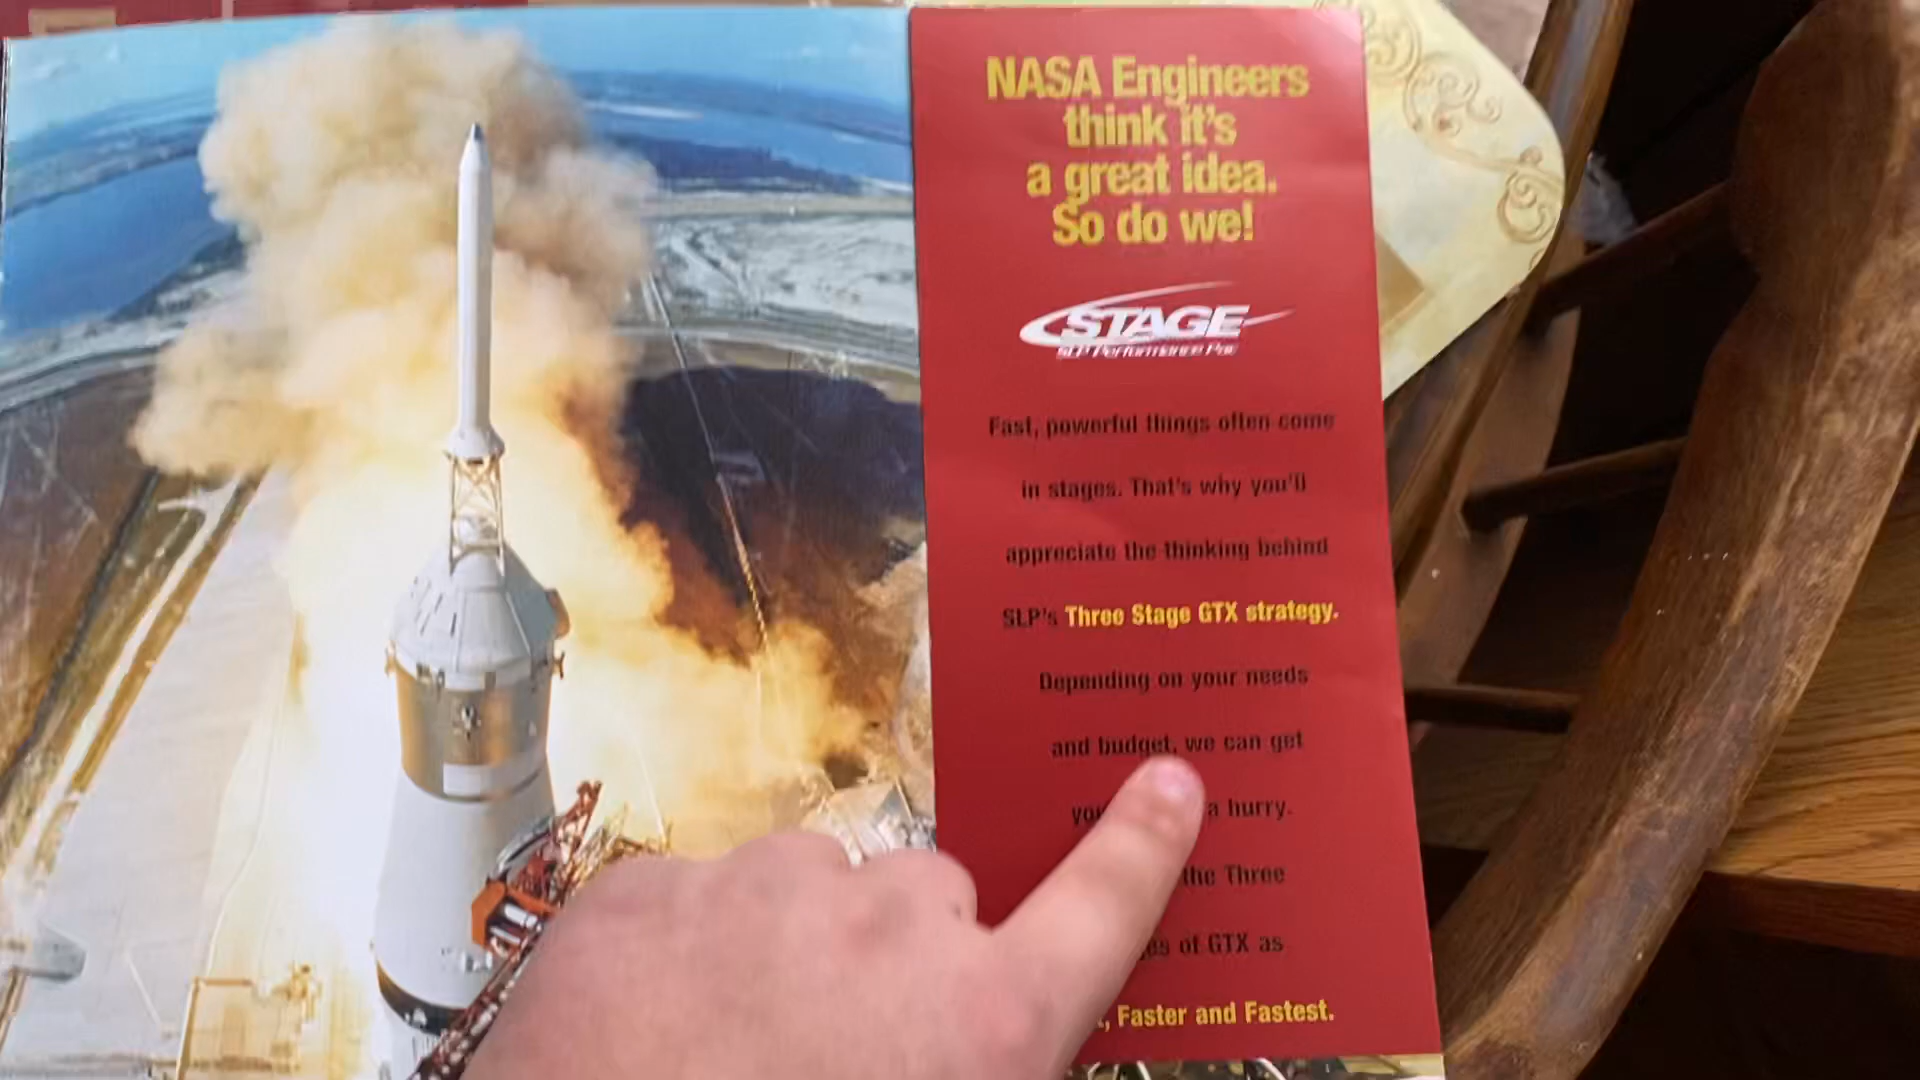 NASA Engineers
think it's
a great idea.
So do we!
STAGE
SLP Performance Pac
Fast, powerful things often come
in stages. That's why you'll
appreciate the thinking behind
SLP's Three Stage GTX strategy.
Depending on your needs
and budget, we can get
a hurry.
the Three
of GTX as
Faster and Fastest.